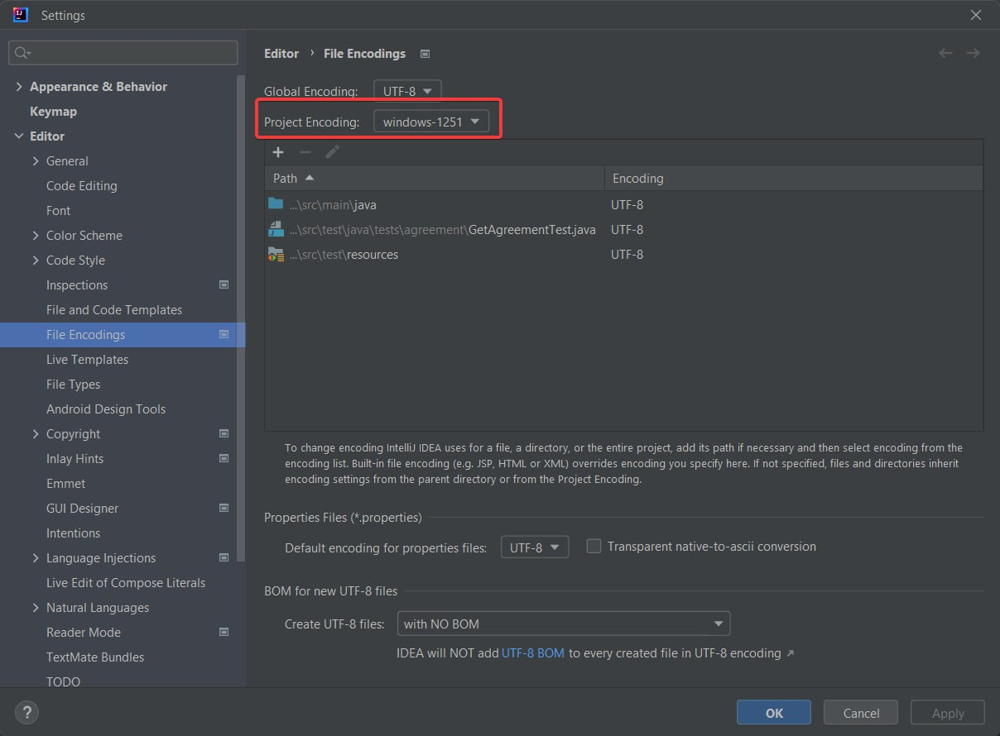 Settings
Appearance & Behavior
Keymap
Editor
General
Code Editing
Font
Color Scheme
Code Style
Inspections
File and Code Templates
File Encodings
Live Templates
File Types
Android Design Tools
Copyright
Inlay Hints
Emmet
GUI Designer
Intentions
Language Injections
Live Edit of Compose Literals
Natural Languages
Reader Mode
TextMate Bundles
TODO
Editor › File Encodings
Global Encoding: UTF-8
Project Encoding: windows-1251
Path Encoding
...\src\main\java UTF-8
...\src\test\java\tests\agreement\GetAgreementTest.java UTF-8
...\src\test\resources UTF-8
To change encoding IntelliJ IDEA uses for a file, a directory, or the entire project, add its path if necessary and then select encoding from the
encoding list. Built-in file encoding (e.g. JSP, HTML or XML) overrides encoding you specify here. If not specified, files and directories inherit
encoding settings from the parent directory or from the Project Encoding.
Properties Files (*.properties)
Default encoding for properties files: UTF-8 Transparent native-to-ascii conversion
BOM for new UTF-8 files
Create UTF-8 files: with NO BOM
IDEA will NOT add UTF-8 BOM to every created file in UTF-8 encoding ↗
? OK Cancel Apply